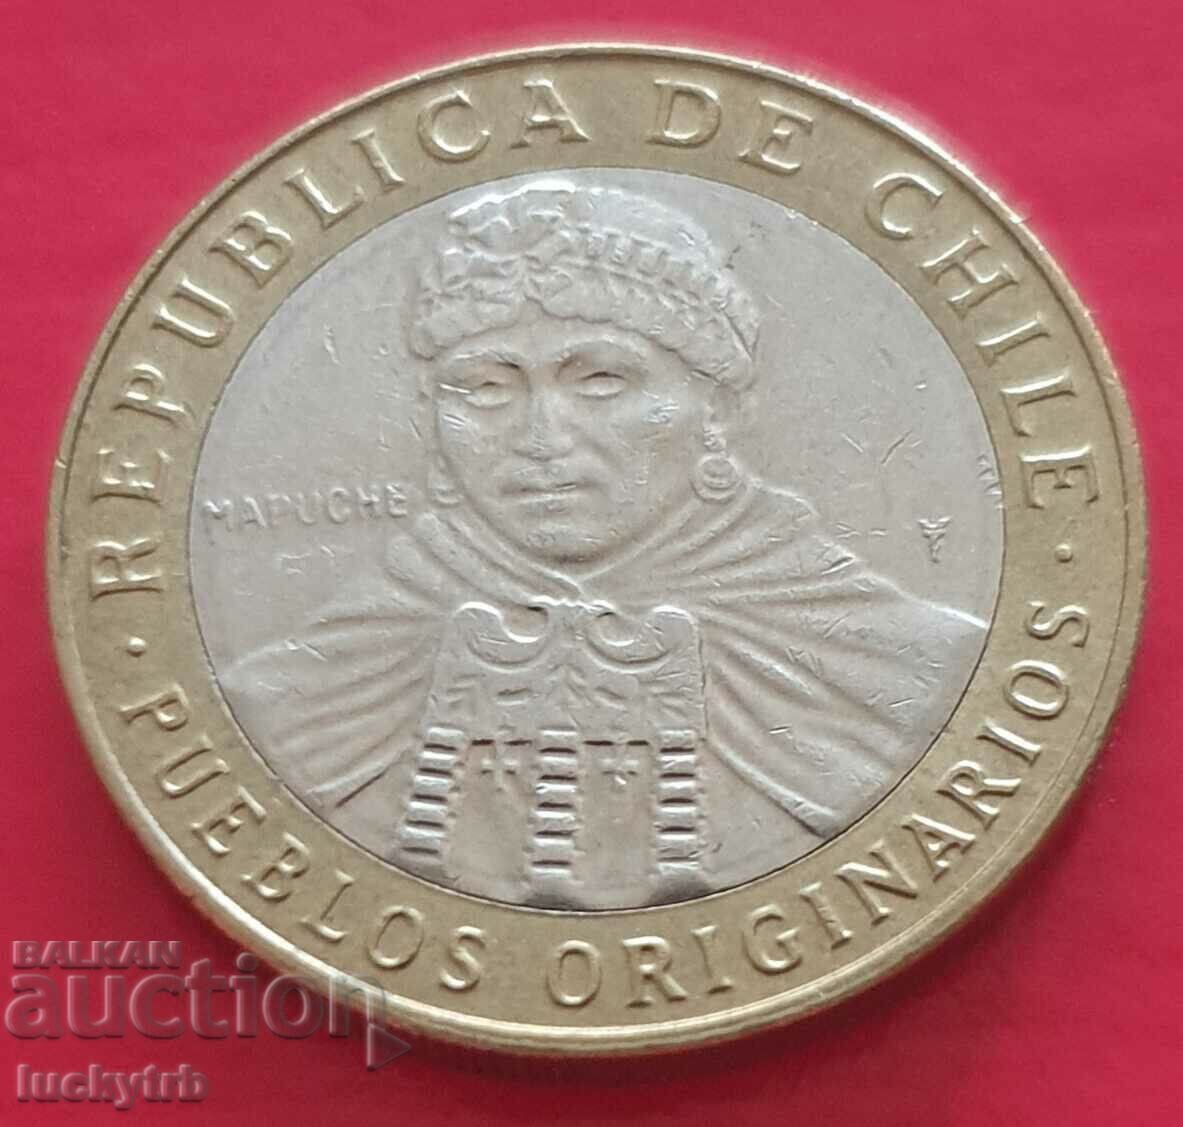 REPUBLICA DE CHILE
MAPUCHE
· PUEBLOS ORIGINARIOS ·
BALKAN
auction
luckytrb